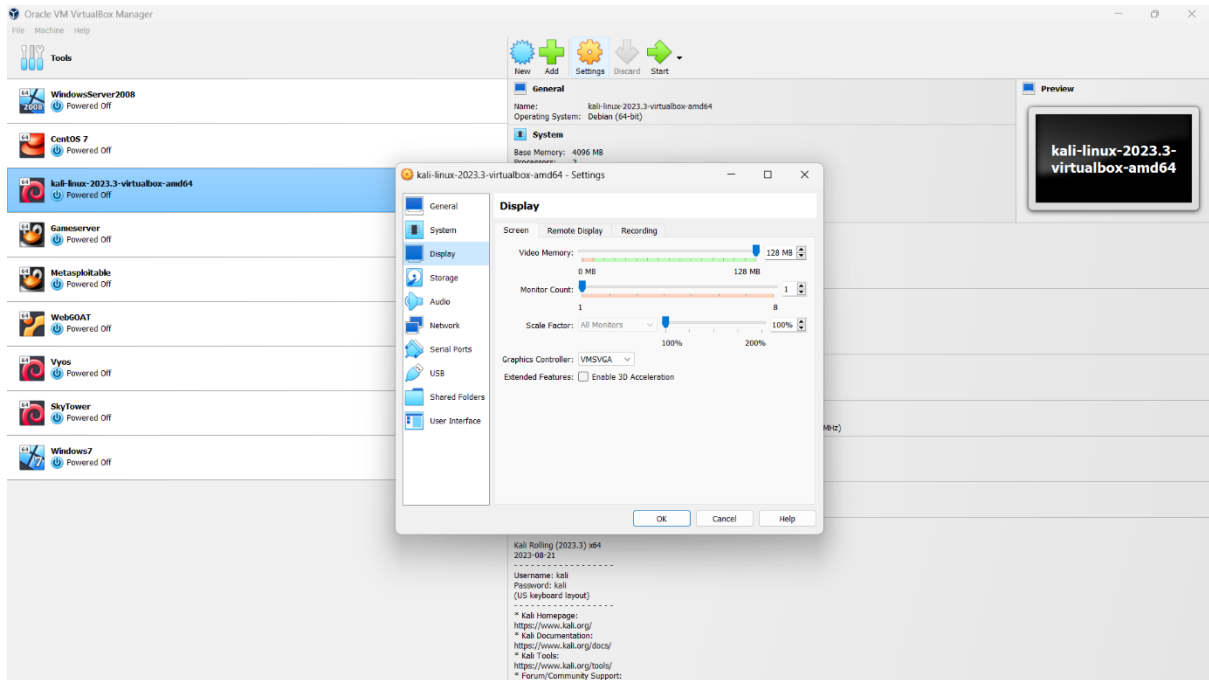 Oracle VM VirtualBox Manager
File Machine Help
Tools
New Add Settings Discard Start
WindowsServer2008
Powered Off
CentOS 7
Powered Off
kali-linux-2023.3-virtualbox-amd64
Powered Off
Gameserver
Powered Off
Metasploitable
Powered Off
WebGOAT
Powered Off
Vyos
Powered Off
SkyTower
Powered Off
Windows7
Powered Off
General
Name: kali-linux-2023.3-virtualbox-amd64
Operating System: Debian (64-bit)
System
Base Memory: 4096 MB
Processors: 2
Preview
kali-linux-2023.3-
virtualbox-amd64
kali-linux-2023.3-virtualbox-amd64 - Settings
General
System
Display
Storage
Audio
Network
Serial Ports
USB
Shared Folders
User Interface
Display
Screen Remote Display Recording
Video Memory: 128 MB
0 MB 128 MB
Monitor Count: 1
1 8
Scale Factor: All Monitors 100%
100% 200%
Graphics Controller: VMSVGA
Extended Features: Enable 3D Acceleration
OK Cancel Help
MHz)
Kali Rolling (2023.3) x64
2023-08-21
- - - - - - - - - - - - - - - - - - -
Username: kali
Password: kali
(US keyboard layout)
- - - - - - - - - - - - - - - - - - -
* Kali Homepage:
https://www.kali.org/
* Kali Documentation:
https://www.kali.org/docs/
* Kali Tools:
https://www.kali.org/tools/
* Forum/Community Support: